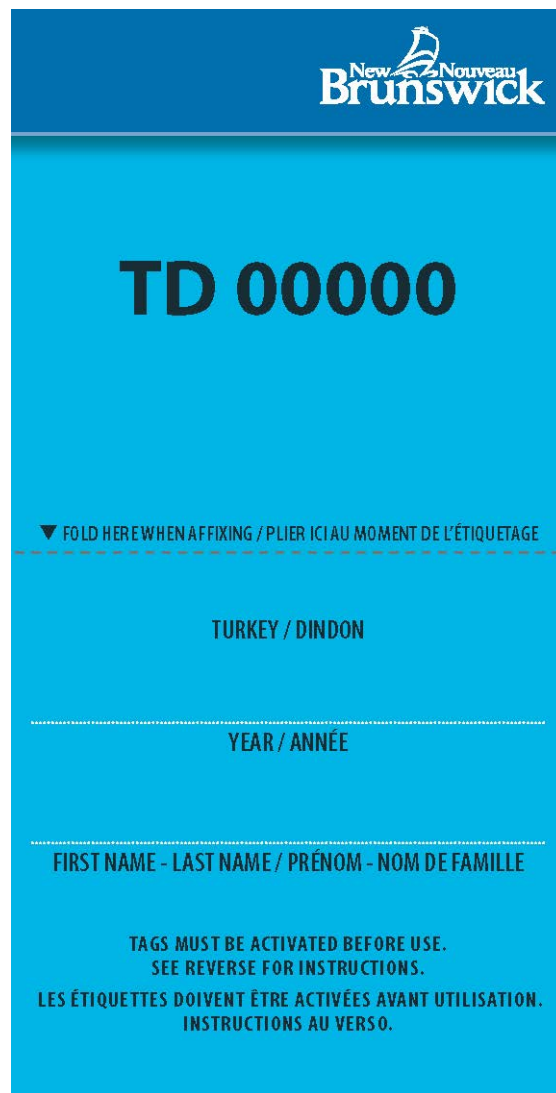 New Nouveau
Brunswick
TD 00000
▼ FOLD HERE WHEN AFFIXING / PLIER ICI AU MOMENT DE L'ÉTIQUETAGE
TURKEY / DINDON
YEAR / ANNÉE
FIRST NAME - LAST NAME / PRÉNOM - NOM DE FAMILLE
TAGS MUST BE ACTIVATED BEFORE USE.
SEE REVERSE FOR INSTRUCTIONS.
LES ÉTIQUETTES DOIVENT ÊTRE ACTIVÉES AVANT UTILISATION.
INSTRUCTIONS AU VERSO.